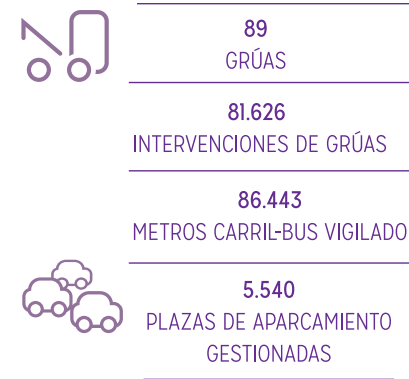 89
GRÚAS
81.626
INTERVENCIONES DE GRÚAS
86.443
METROS CARRIL-BUS VIGILADO
5.540
PLAZAS DE APARCAMIENTO
GESTIONADAS